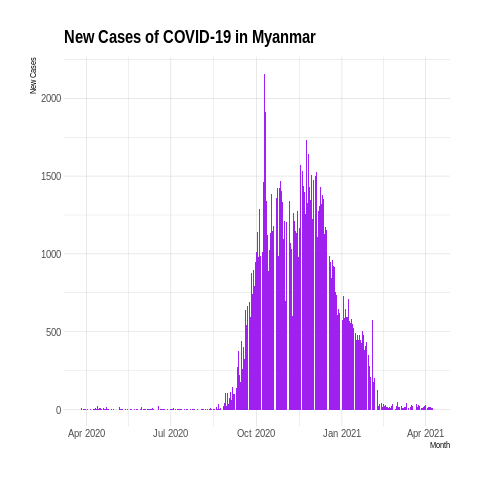 New Cases of COVID-19 in Myanmar
New Cases
2000
1500
1000
500
0
Apr 2020 Jul 2020 Oct 2020 Jan 2021 Apr 2021
Month